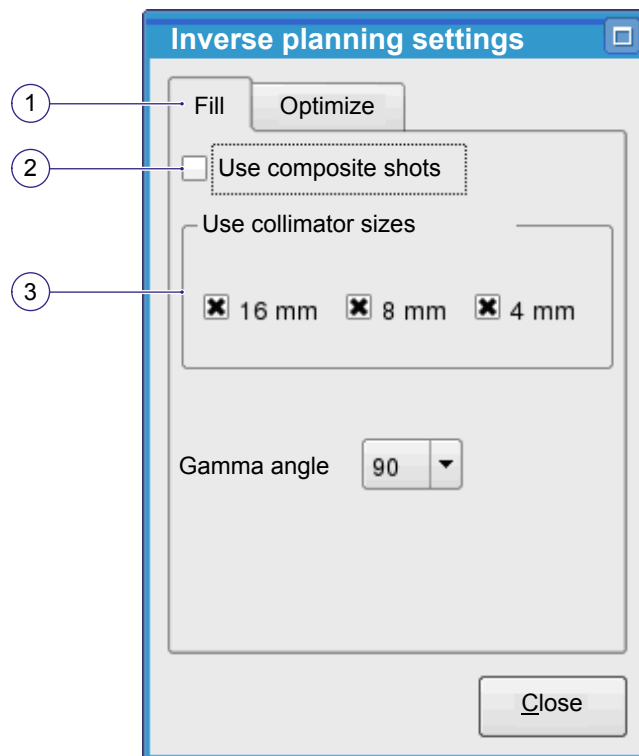 Inverse planning settings
1
Fill
Optimize
2
Use composite shots
Use collimator sizes
3
16 mm
8 mm
4 mm
Gamma angle
90
Close